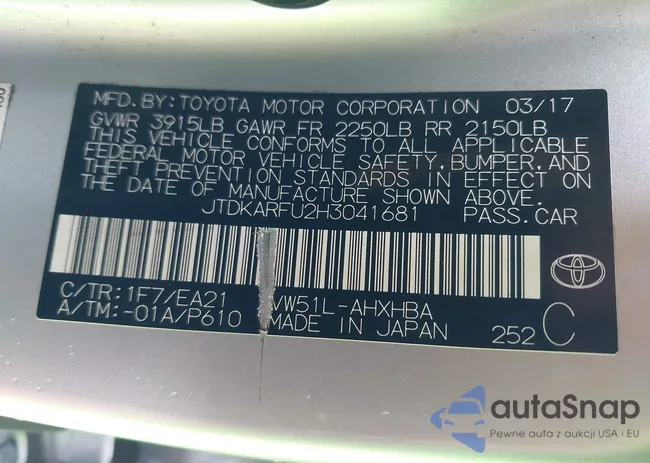 MFD.BY:TOYOTA MOTOR CORPORATION 03/17
GVWR 3915LB GAWR FR 2250LB RR 2150LB
THIS VEHICLE CONFORMS TO ALL APPLICABLE
FEDERAL MOTOR VEHICLE SAFETY,BUMPER,AND
THEFT PREVENTION STANDARDS IN EFFECT ON
THE DATE OF MANUFACTURE SHOWN ABOVE.
JTDKARFU2H3041681 PASS.CAR
C/TR:1F7/EA21 VW51L-AHXHBA
A/TM:-01A/P610 MADE IN JAPAN 252 C
autaSnap
Pewne auta z aukcji USA i EU